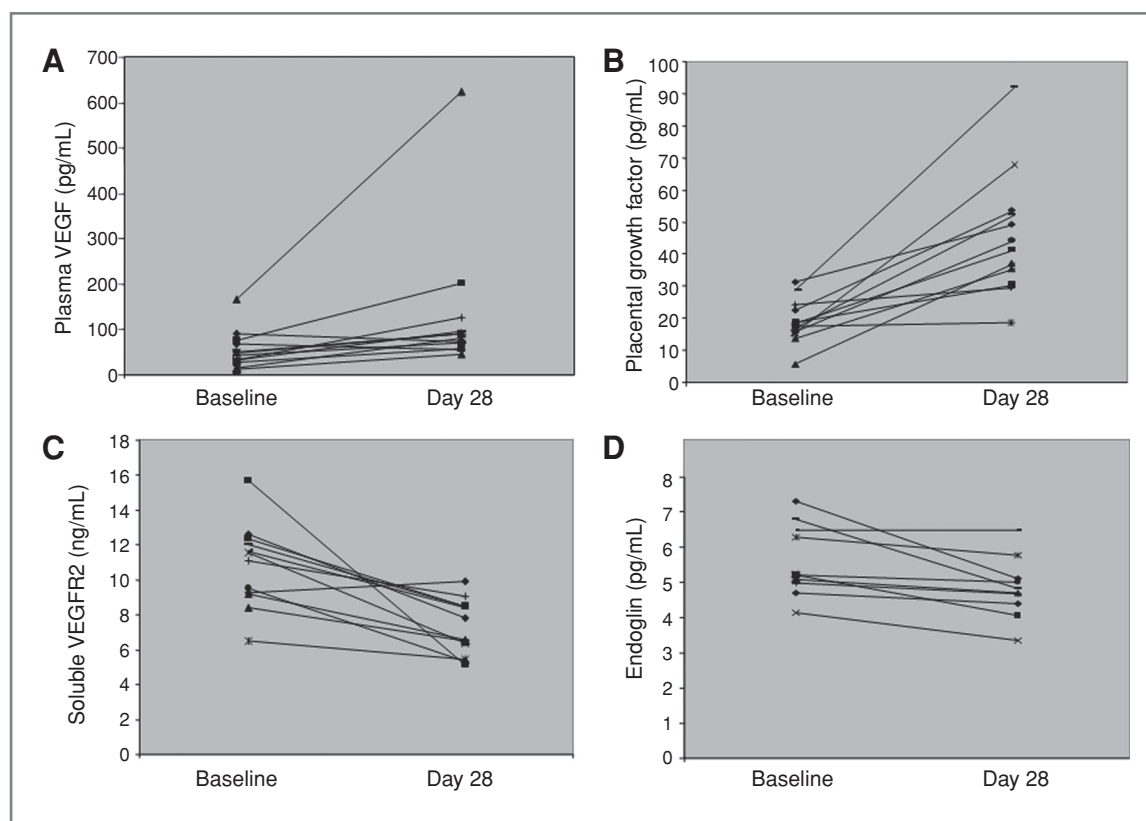 A
Plasma VEGF (pg/mL)
700
600
500
400
300
200
100
0
Baseline
Day 28
B
Placental growth factor (pg/mL)
100
90
80
70
60
50
40
30
20
10
0
Baseline
Day 28
C
Soluble VEGFR2 (ng/mL)
18
16
14
12
10
8
6
4
2
0
Baseline
Day 28
D
Endoglin (pg/mL)
8
7
6
5
4
3
2
1
0
Baseline
Day 28